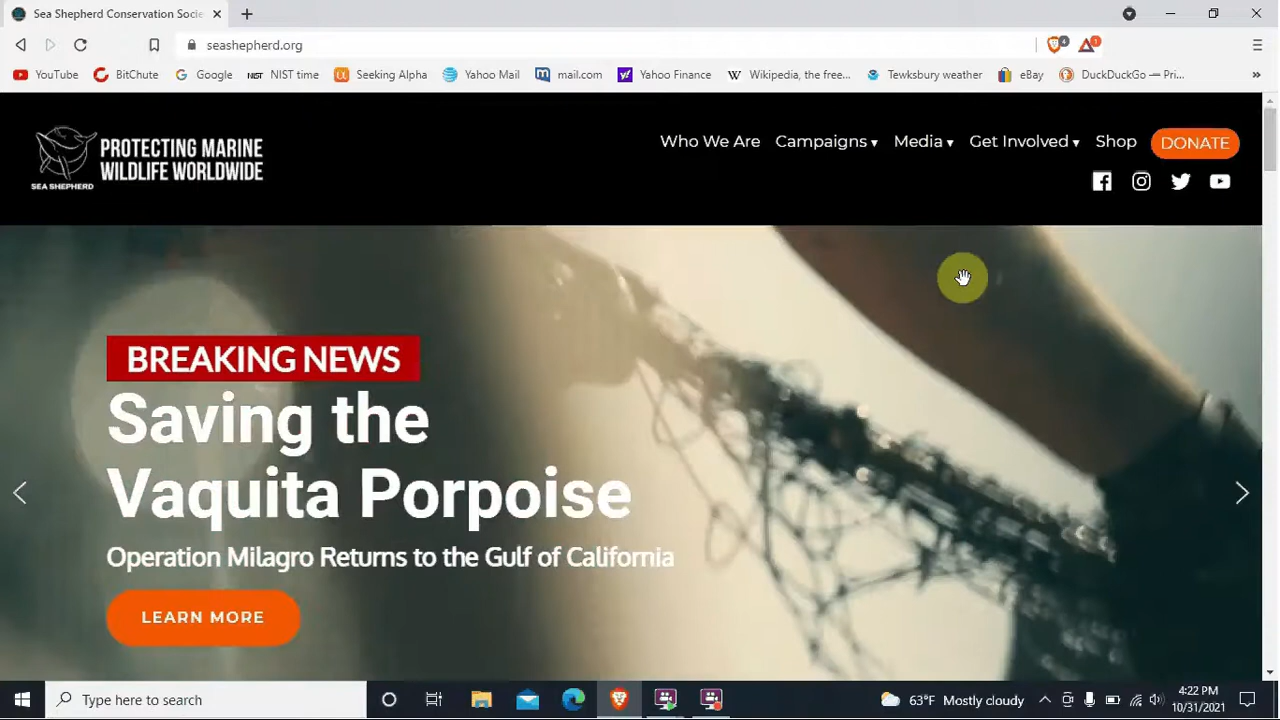 Sea Shepherd Conservation Socie
seashepherd.org
4
1
YouTube
BitChute
Google
NIST NIST time
Seeking Alpha
Yahoo Mail
mail.com
Yahoo Finance
W Wikipedia, the free...
Tewksbury weather
eBay
DuckDuckGo — Pri...
»
SEA SHEPHERD
PROTECTING MARINE
WILDLIFE WORLDWIDE
Who We Are
Campaigns ▾
Media ▾
Get Involved ▾
Shop
DONATE
BREAKING NEWS
Saving the
Vaquita Porpoise
Operation Milagro Returns to the Gulf of California
LEARN MORE
Type here to search
63°F Mostly cloudy
4:22 PM
10/31/2021